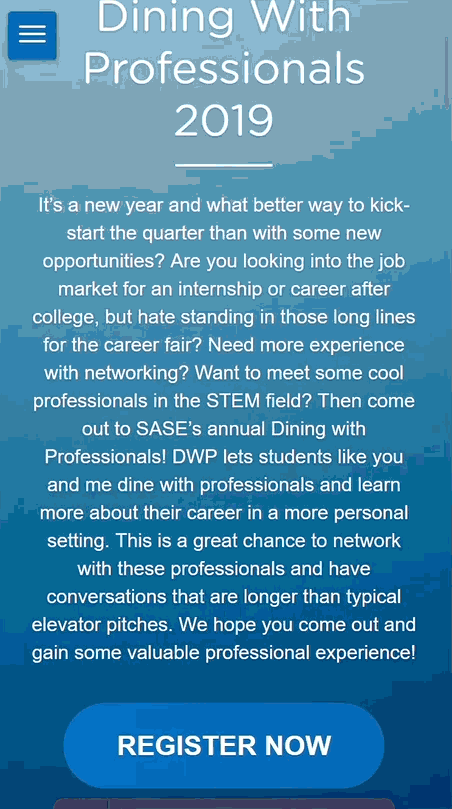 Dining With
Professionals
2019
It's a new year and what better way to kick-
start the quarter than with some new
opportunities? Are you looking into the job
market for an internship or career after
college, but hate standing in those long lines
for the career fair? Need more experience
with networking? Want to meet some cool
professionals in the STEM field? Then come
out to SASE's annual Dining with
Professionals! DWP lets students like you
and me dine with professionals and learn
more about their career in a more personal
setting. This is a great chance to network
with these professionals and have
conversations that are longer than typical
elevator pitches. We hope you come out and
gain some valuable professional experience!
REGISTER NOW